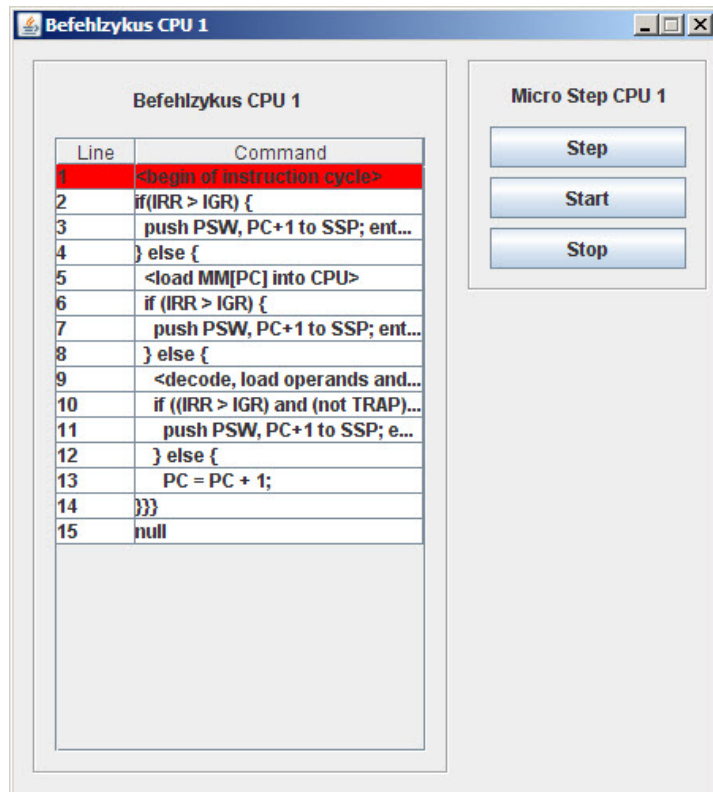 Befehlzykus CPU 1
Befehlzykus CPU 1
Line Command
1 <begin of instruction cycle>
2 if(IRR > IGR) {
3 push PSW, PC+1 to SSP; ent...
4 } else {
5 <load MM[PC] into CPU>
6 if (IRR > IGR) {
7 push PSW, PC+1 to SSP; ent...
8 } else {
9 <decode, load operands and...
10 if ((IRR > IGR) and (not TRAP)...
11 push PSW, PC+1 to SSP; e...
12 } else {
13 PC = PC + 1;
14 }}}
15 null
Micro Step CPU 1
Step
Start
Stop